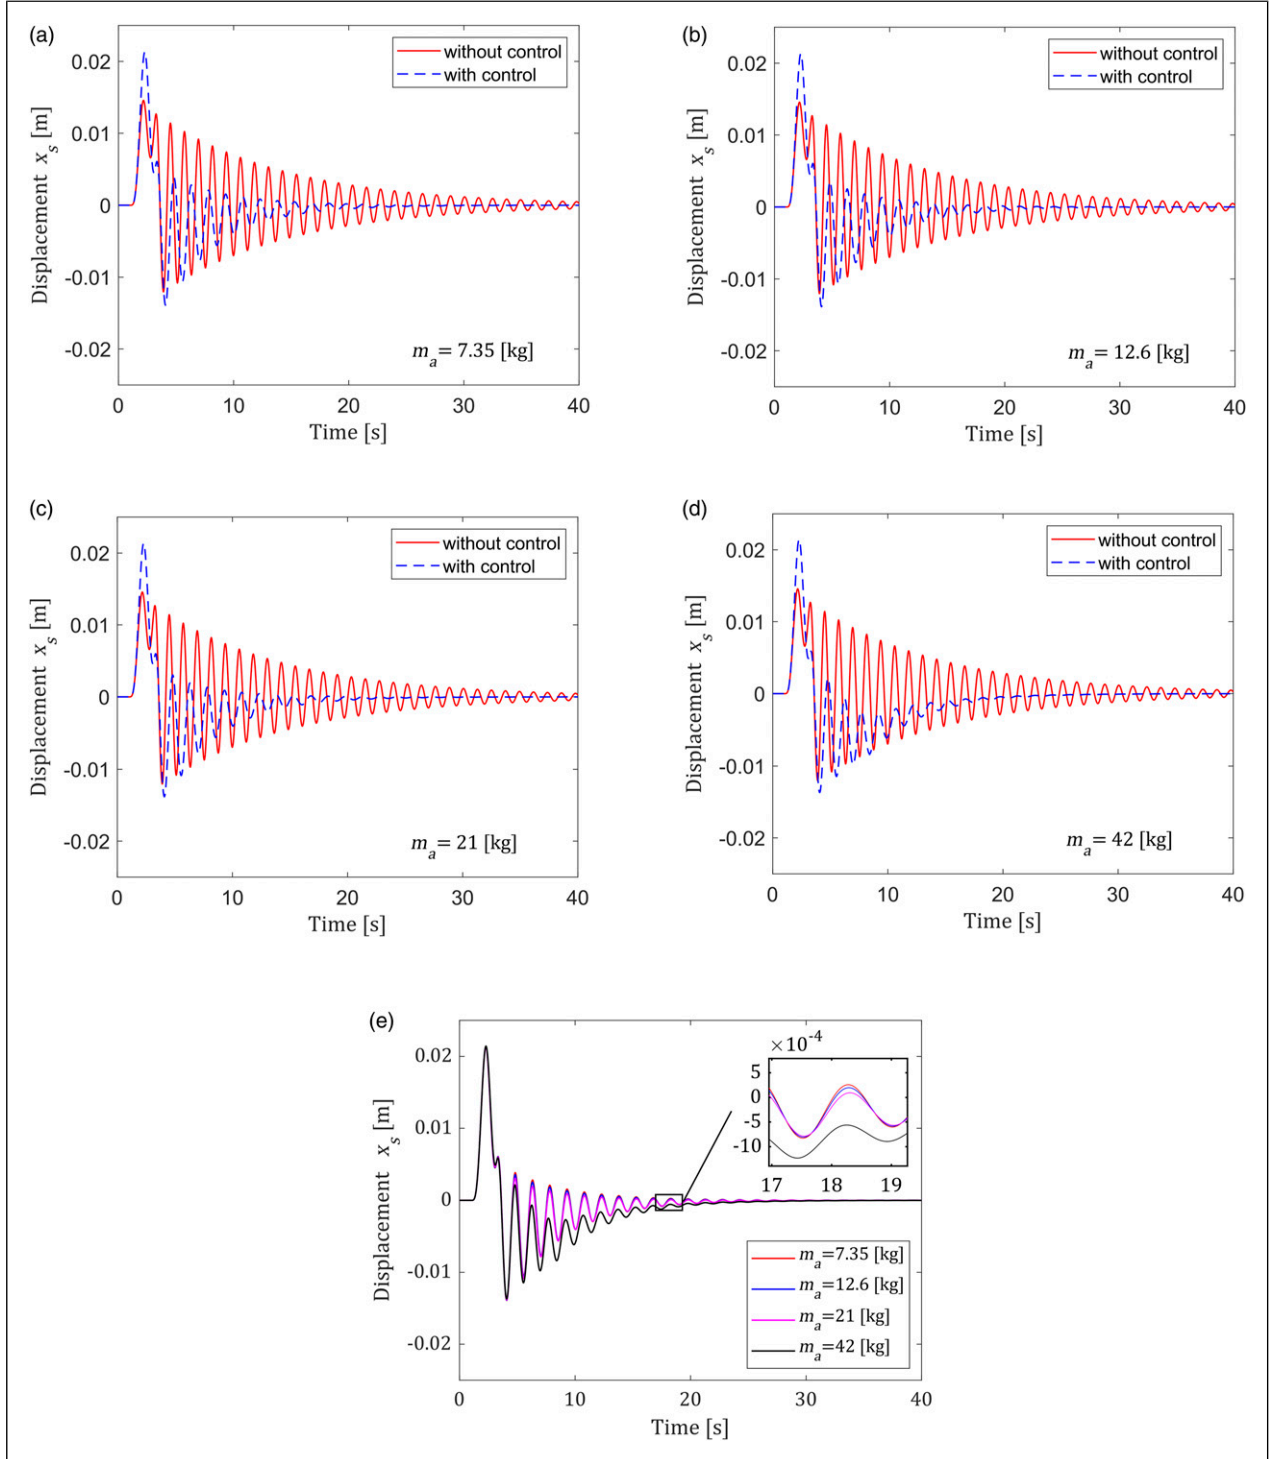 (a)
without control
with control
0.02
0.01
0
-0.01
-0.02
Displacement x_s [m]
m_a= 7.35 [kg]
0 10 20 30 40
Time [s]
(b)
without control
with control
0.02
0.01
0
-0.01
-0.02
Displacement x_s [m]
m_a= 12.6 [kg]
0 10 20 30 40
Time [s]
(c)
without control
with control
0.02
0.01
0
-0.01
-0.02
Displacement x_s [m]
m_a= 21 [kg]
0 10 20 30 40
Time [s]
(d)
without control
with control
0.02
0.01
0
-0.01
-0.02
Displacement x_s [m]
m_a= 42 [kg]
0 10 20 30 40
Time [s]
(e)
0.02
0.01
0
-0.01
-0.02
Displacement x_s [m]
×10^-4
5
0
-5
-10
17 18 19
m_a=7.35 [kg]
m_a=12.6 [kg]
m_a=21 [kg]
m_a=42 [kg]
0 10 20 30 40
Time [s]